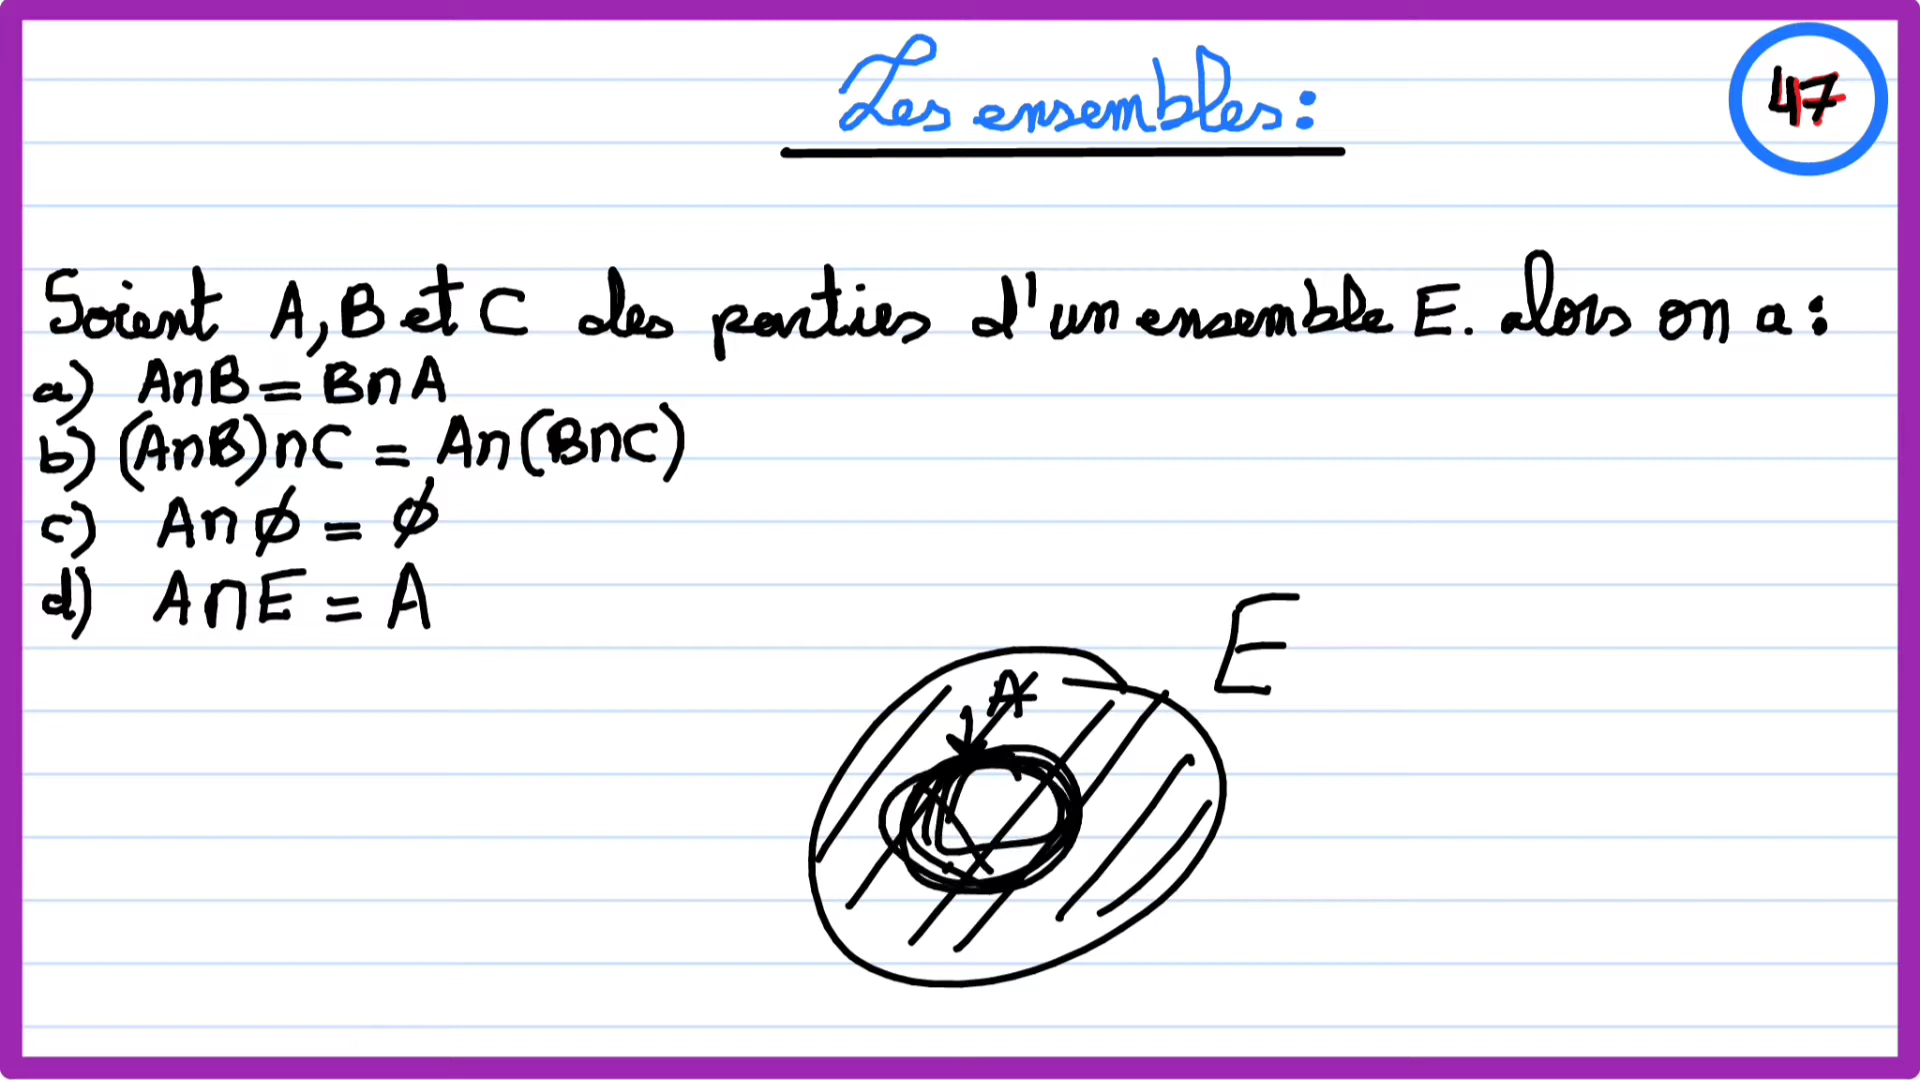 Les ensembles :
47
Soient A, B et C des parties d'un ensemble E. alors on a :
a) A∩B = B∩A
b) (A∩B)∩C = A∩(B∩C)
c) A∩∅ = ∅
d) A∩E = A
E
A